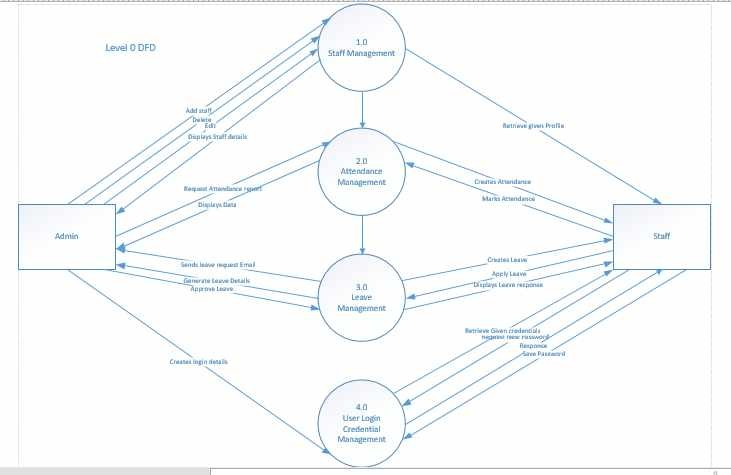 Level 0 DFD
1.0
Staff Management
Add staff
Delete
Edit
Displays Staff details
Retrieve given Profile
2.0
Attendance
Management
Request Attendance report
Displays Data
Creates Attendance
Marks Attendance
Admin
Staff
Sends leave request Email
Generate Leave Details
Approve Leave
3.0
Leave
Management
Creates Leave
Apply Leave
Displays Leave response
Retrieve Given credentials
Request New Password
Response
Save Password
Creates login details
4.0
User Login
Credential
Management